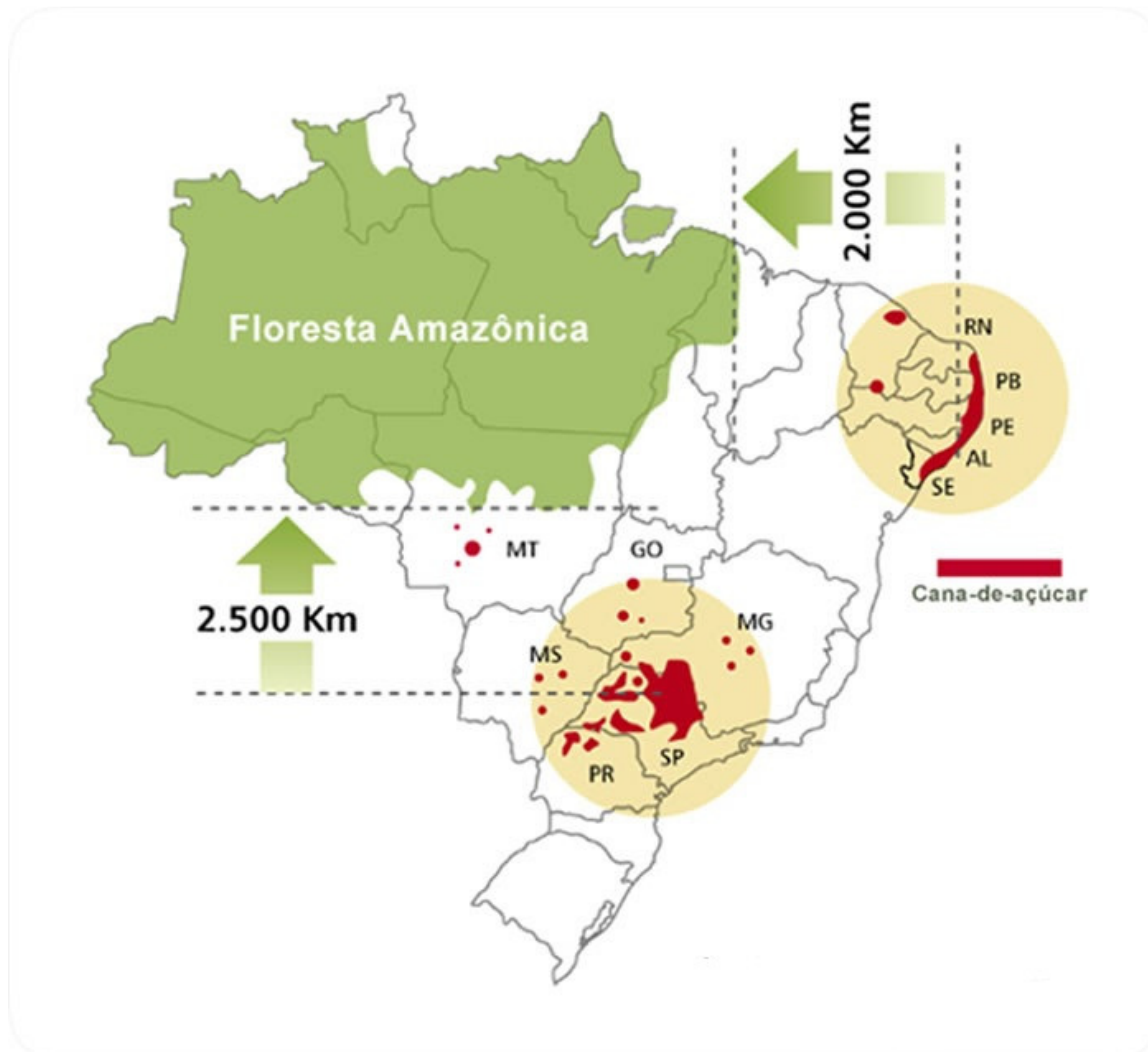 2.000 Km
Floresta Amazônica
RN
PB
PE
AL
SE
MT
GO
Cana-de-açúcar
2.500 Km
MG
MS
SP
PR